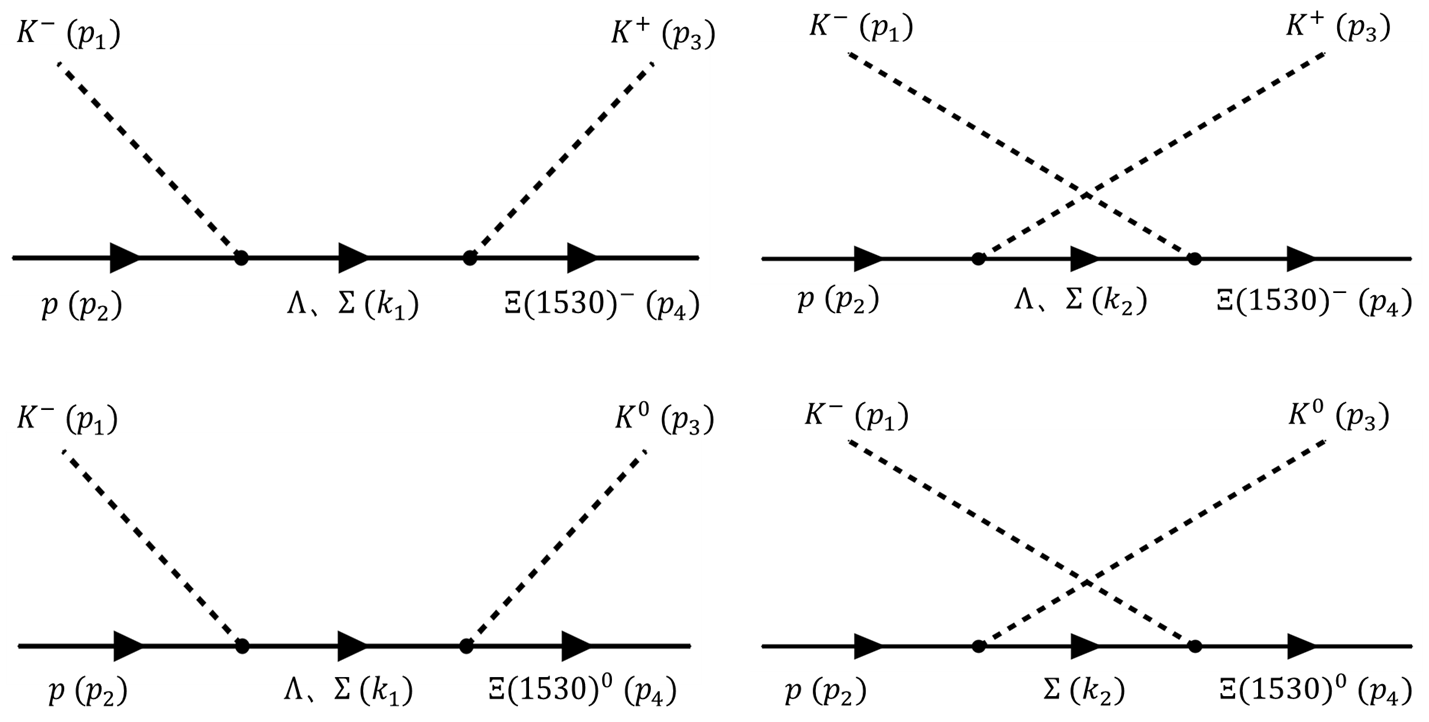 K⁻ (p₁) K⁺ (p₃)
K⁻ (p₁) K⁺ (p₃)
p (p₂) Λ、Σ (k₁) Ξ(1530)⁻ (p₄)
p (p₂) Λ、Σ (k₂) Ξ(1530)⁻ (p₄)
K⁻ (p₁) K⁰ (p₃)
K⁻ (p₁) K⁰ (p₃)
p (p₂) Λ、Σ (k₁) Ξ(1530)⁰ (p₄)
p (p₂) Σ (k₂) Ξ(1530)⁰ (p₄)